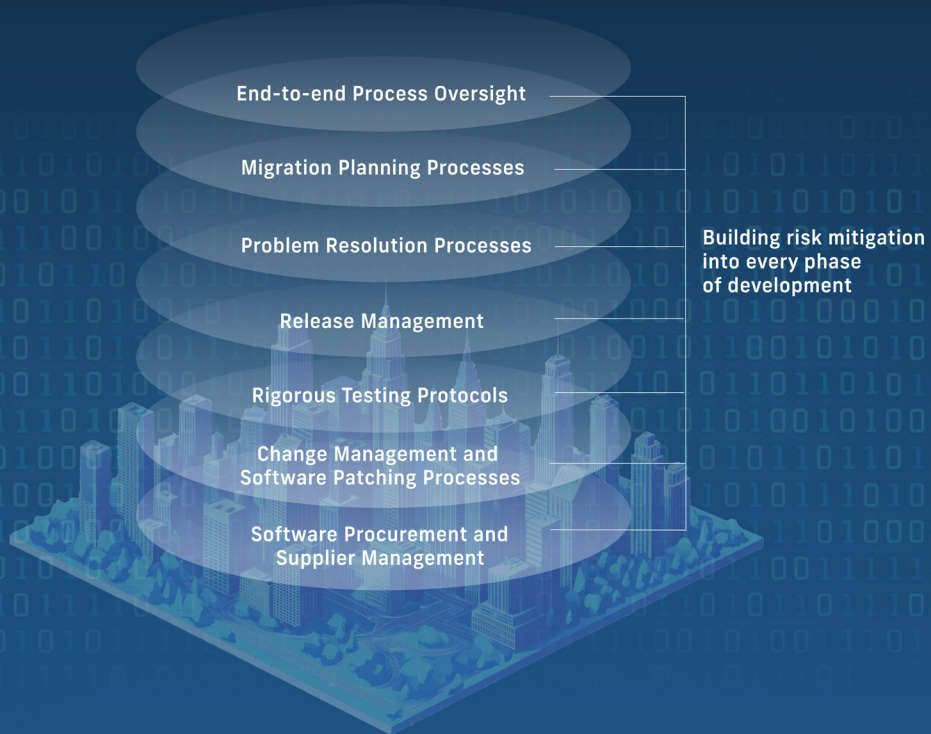 End-to-end Process Oversight
Migration Planning Processes
Problem Resolution Processes
Release Management
Rigorous Testing Protocols
Change Management and
Software Patching Processes
Software Procurement and
Supplier Management
Building risk mitigation
into every phase
of development